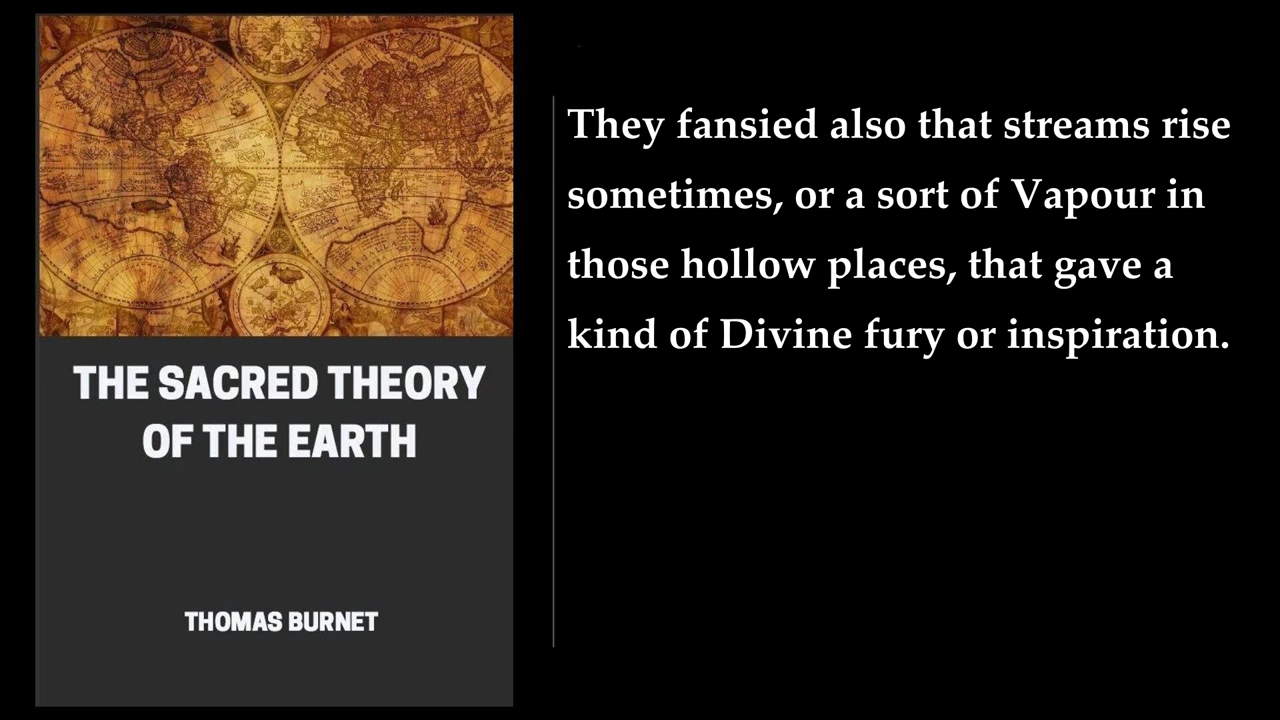 THE SACRED THEORY
OF THE EARTH
THOMAS BURNET
They fansied also that streams rise
sometimes, or a sort of Vapour in
those hollow places, that gave a
kind of Divine fury or inspiration.